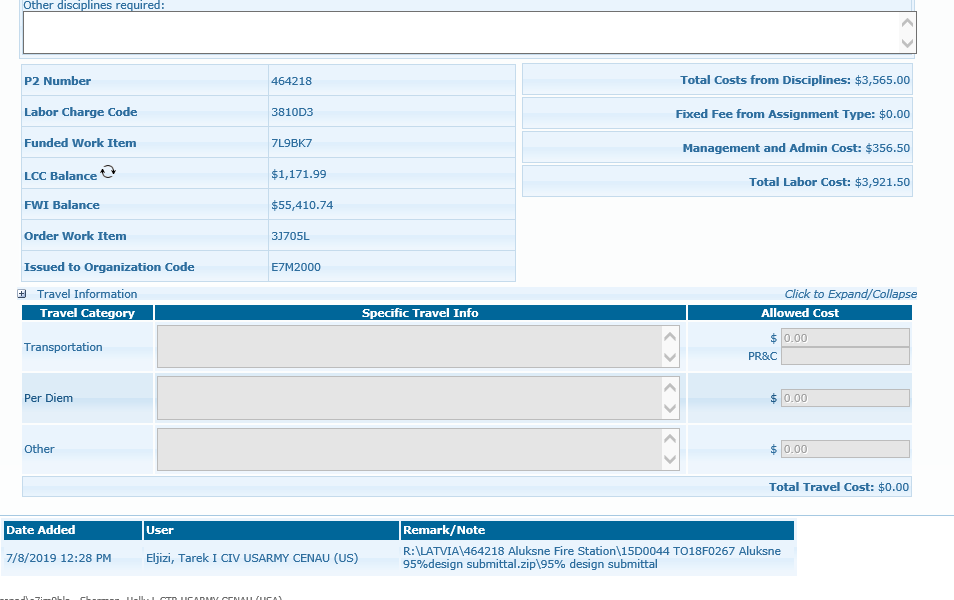 Other disciplines required:
P2 Number 464218
Labor Charge Code 3810D3
Funded Work Item 7L9BK7
LCC Balance $1,171.99
FWI Balance $55,410.74
Order Work Item 3J705L
Issued to Organization Code E7M2000
Total Costs from Disciplines: $3,565.00
Fixed Fee from Assignment Type: $0.00
Management and Admin Cost: $356.50
Total Labor Cost: $3,921.50
Travel Information Click to Expand/Collapse
Travel Category Specific Travel Info Allowed Cost
Transportation $ 0.00
PR&C
Per Diem $ 0.00
Other $ 0.00
Total Travel Cost: $0.00
Date Added User Remark/Note
7/8/2019 12:28 PM Eljizi, Tarek I CIV USARMY CENAU (US) R:\LATVIA\464218 Aluksne Fire Station\15D0044 TO18F0267 Aluksne
95%design submittal.zip\95% design submittal